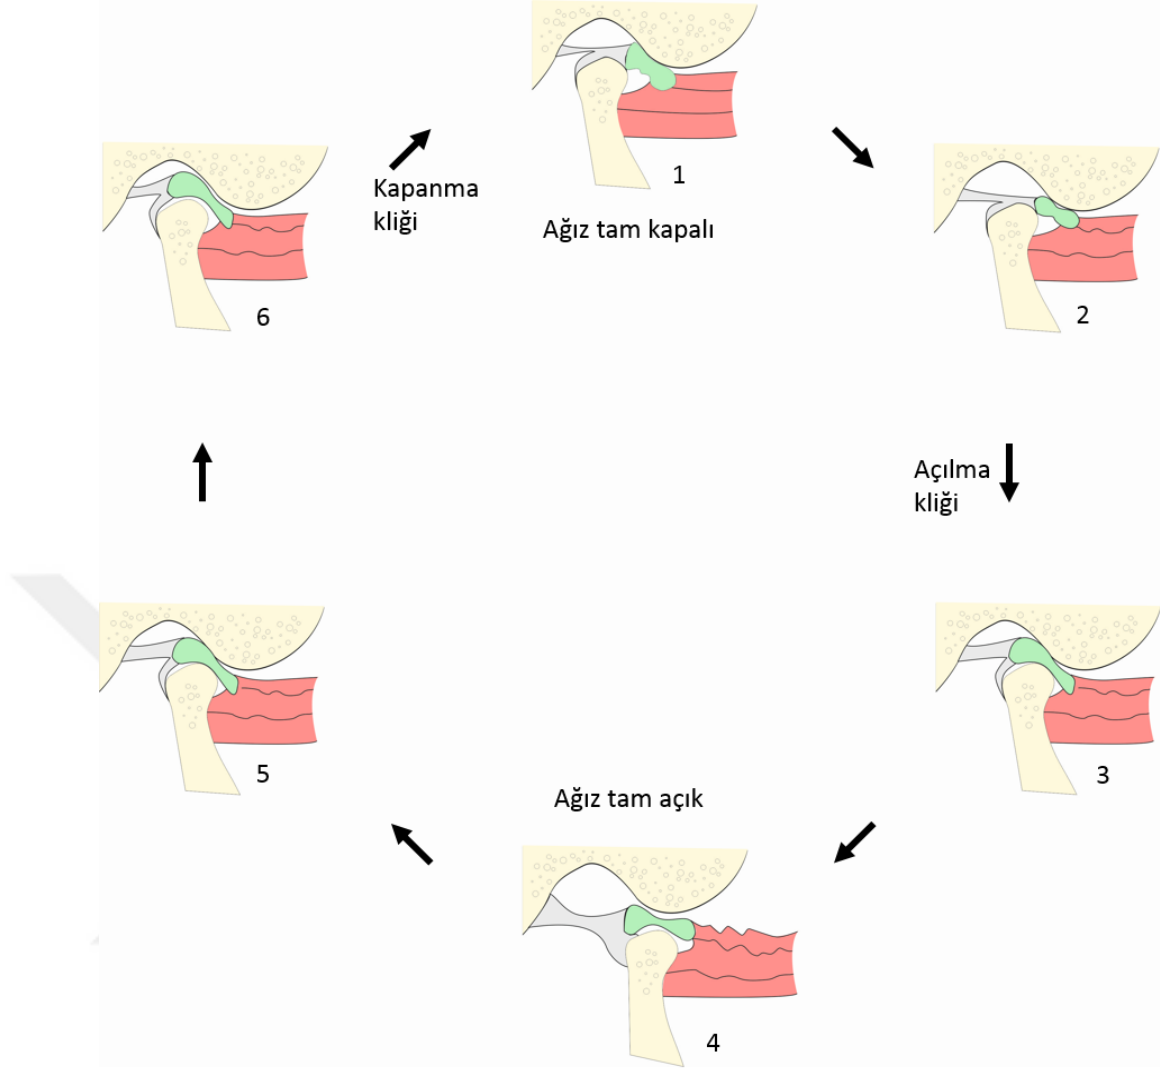 1
Ağız tam kapalı
Kapanma
kliği
6
2
Açılma
kliği
5
3
Ağız tam açık
4